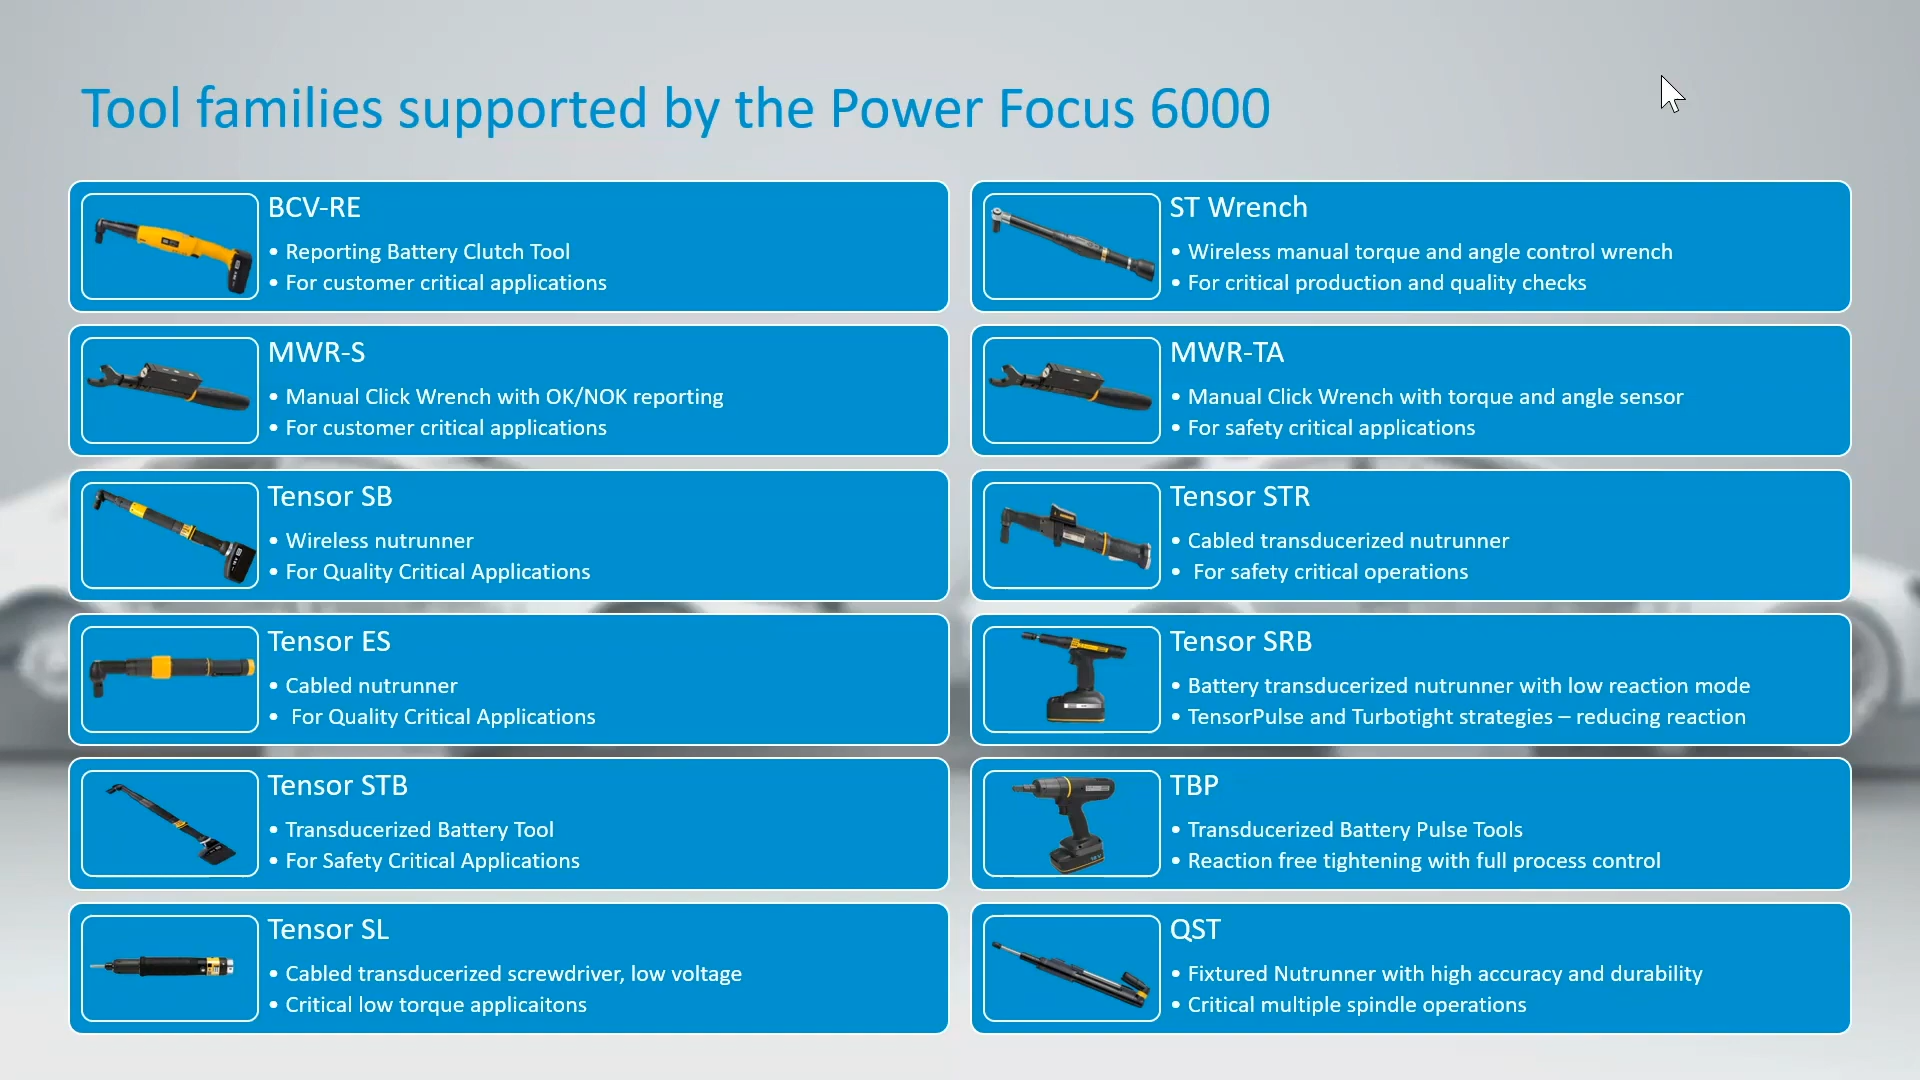 Tool families supported by the Power Focus 6000
BCV-RE
• Reporting Battery Clutch Tool
• For customer critical applications
ST Wrench
• Wireless manual torque and angle control wrench
• For critical production and quality checks
MWR-S
• Manual Click Wrench with OK/NOK reporting
• For customer critical applications
MWR-TA
• Manual Click Wrench with torque and angle sensor
• For safety critical applications
Tensor SB
• Wireless nutrunner
• For Quality Critical Applications
Tensor STR
• Cabled transducerized nutrunner
• For safety critical operations
Tensor ES
• Cabled nutrunner
• For Quality Critical Applications
Tensor SRB
• Battery transducerized nutrunner with low reaction mode
• TensorPulse and Turbotight strategies – reducing reaction
Tensor STB
• Transducerized Battery Tool
• For Safety Critical Applications
TBP
• Transducerized Battery Pulse Tools
• Reaction free tightening with full process control
Tensor SL
• Cabled transducerized screwdriver, low voltage
• Critical low torque applicaitons
QST
• Fixtured Nutrunner with high accuracy and durability
• Critical multiple spindle operations